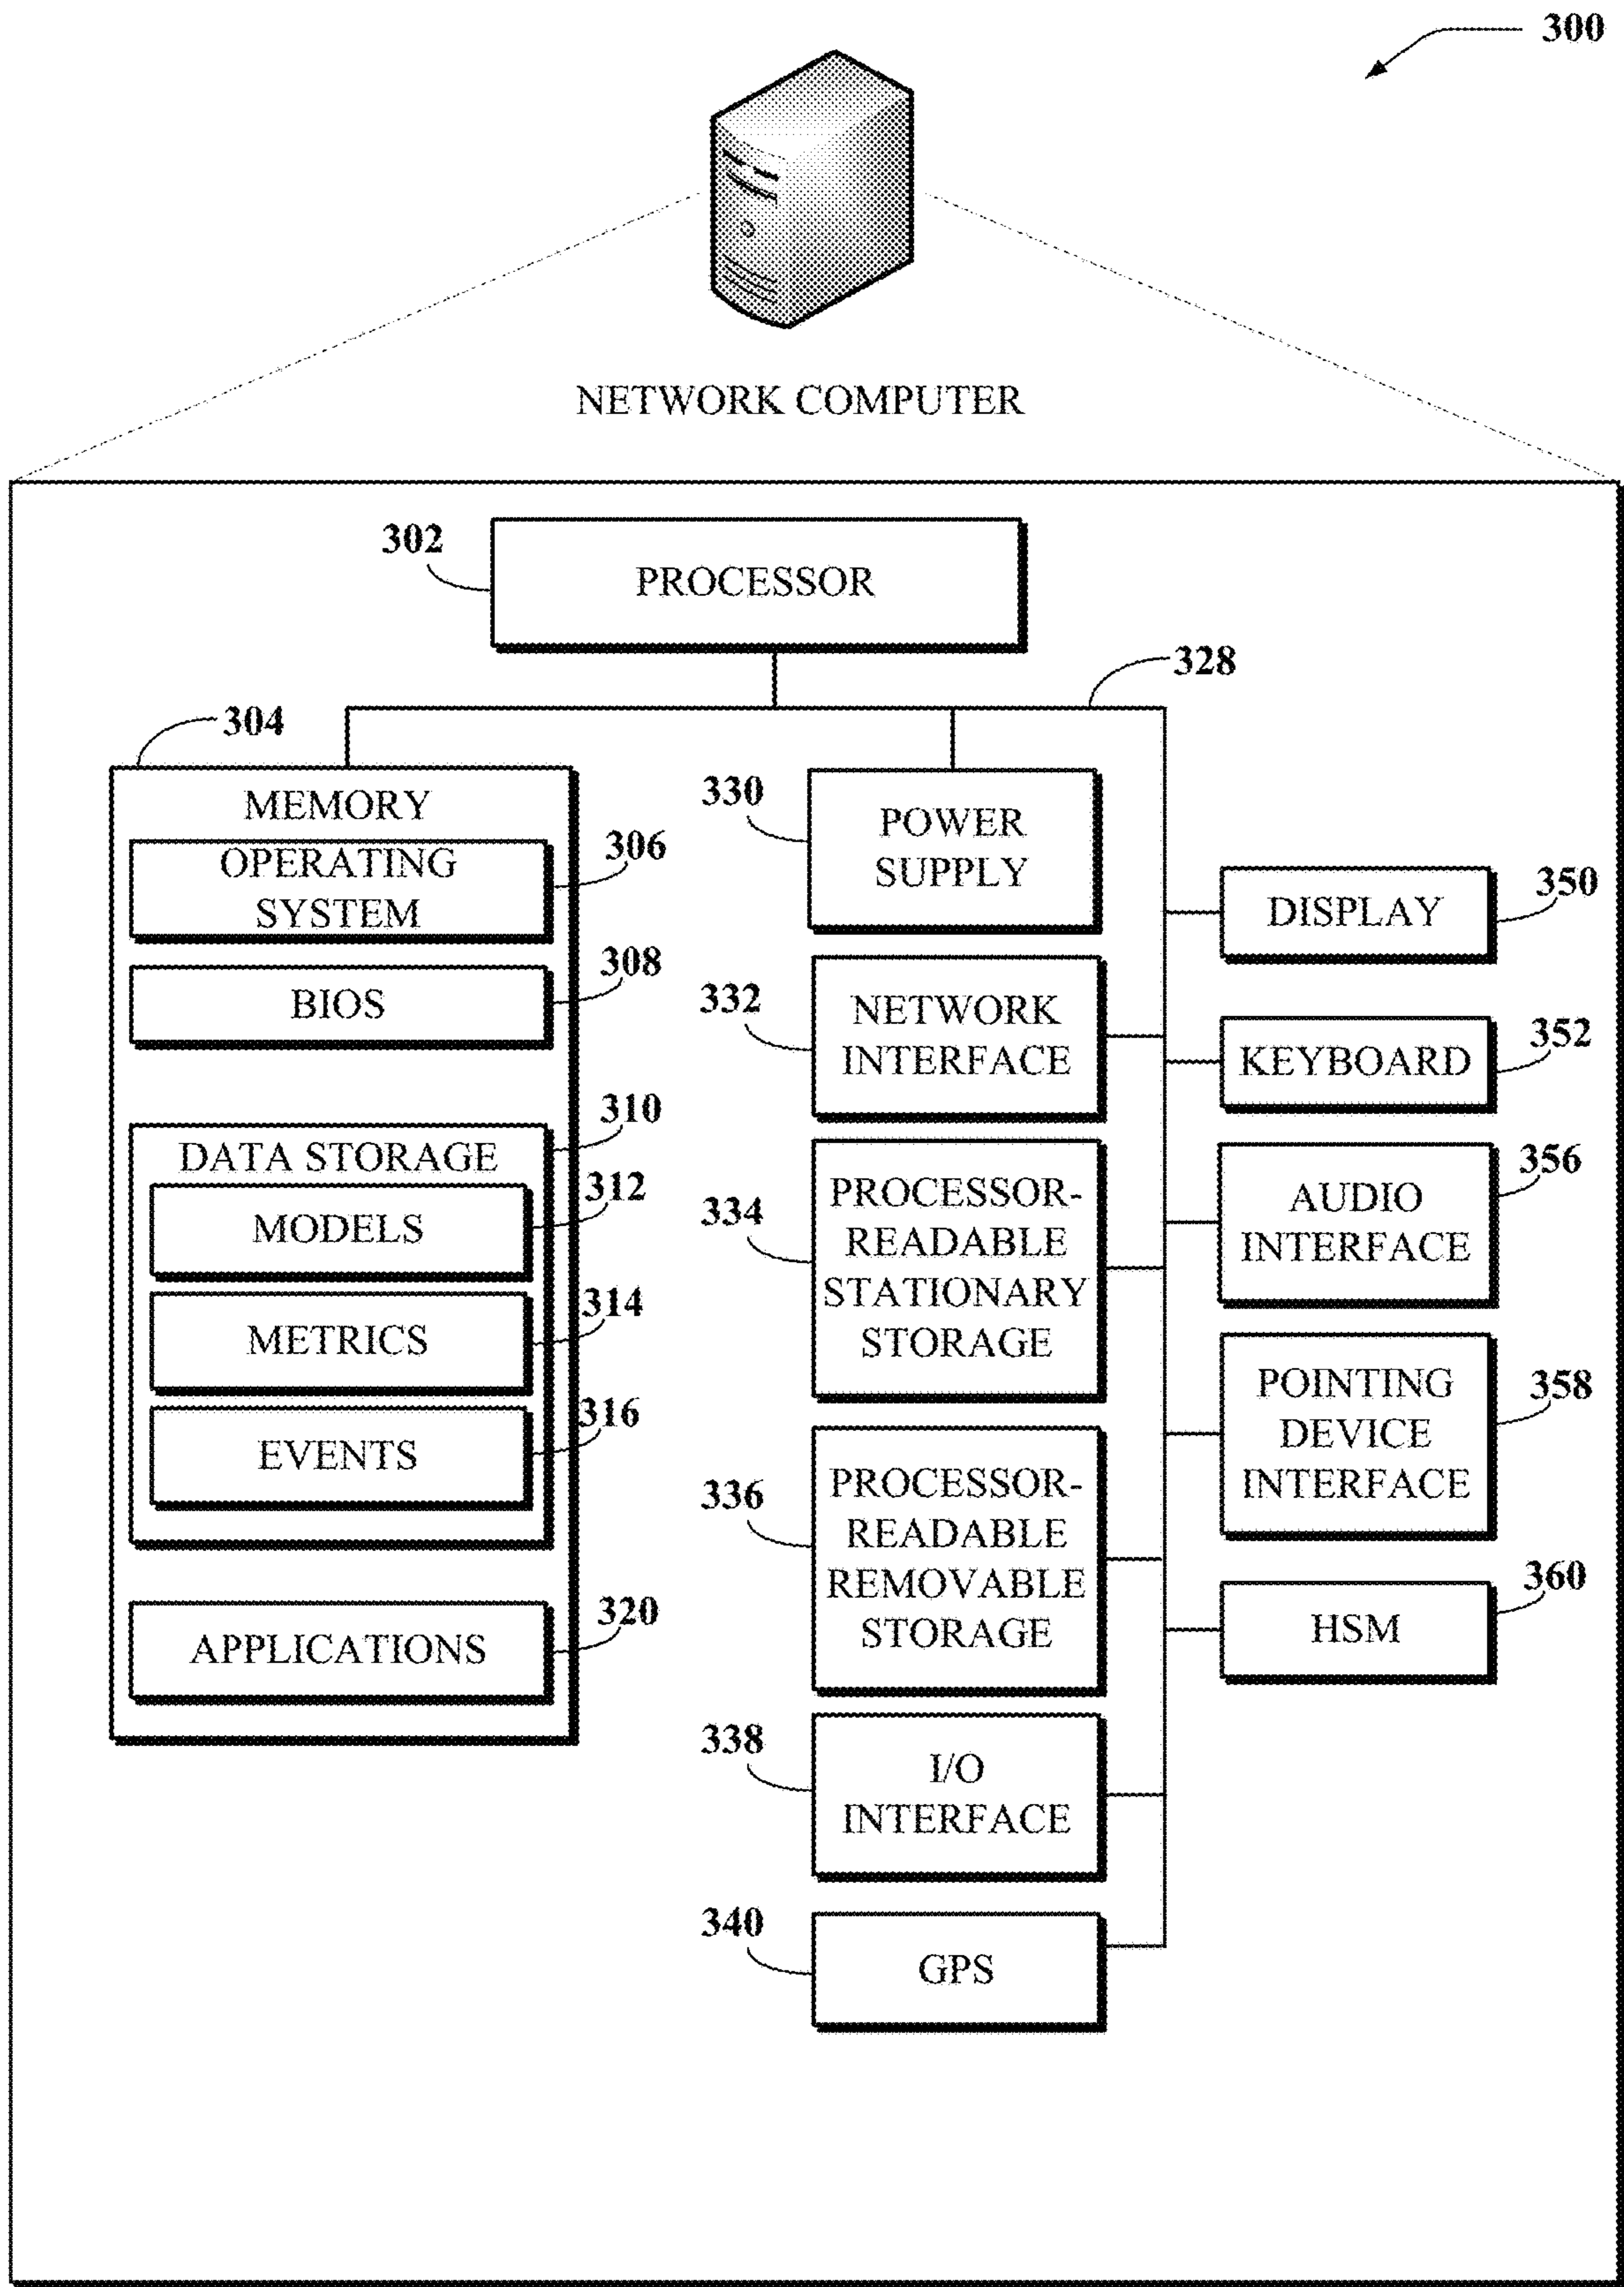 300
NETWORK COMPUTER
302
PROCESSOR
328
304
MEMORY
OPERATING
SYSTEM
306
BIOS
308
310
DATA STORAGE
312
MODELS
314
METRICS
316
EVENTS
320
APPLICATIONS
330
POWER
SUPPLY
332
NETWORK
INTERFACE
334
PROCESSOR-
READABLE
STATIONARY
STORAGE
336
PROCESSOR-
READABLE
REMOVABLE
STORAGE
338
I/O
INTERFACE
340
GPS
350
DISPLAY
352
KEYBOARD
356
AUDIO
INTERFACE
358
POINTING
DEVICE
INTERFACE
360
HSM